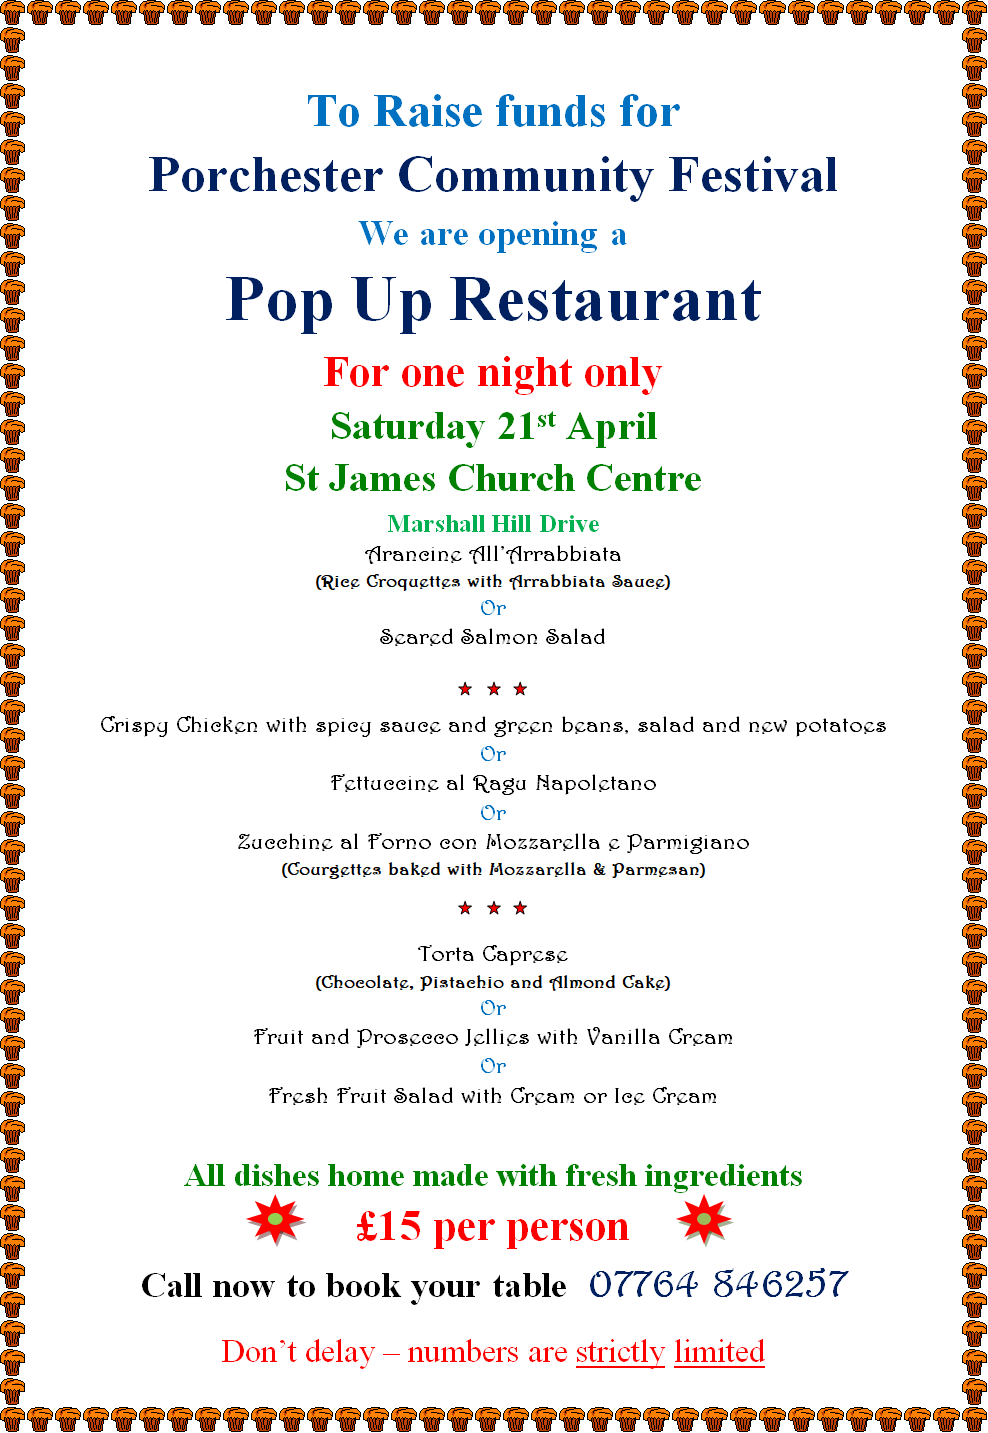 To Raise funds for
Porchester Community Festival
We are opening a
Pop Up Restaurant
For one night only
Saturday 21st April
St James Church Centre
Marshall Hill Drive
Arancine All’Arrabbiata
(Rice Croquettes with Arrabbiata Sauce)
Or
Seared Salmon Salad
Crispy Chicken with spicy sauce and green beans, salad and new potatoes
Or
Fettuccine al Ragu Napoletano
Or
Zucchine al Forno con Mozzarella e Parmigiano
(Courgettes baked with Mozzarella & Parmesan)
Torta Caprese
(Chocolate, Pistachio and Almond Cake)
Or
Fruit and Prosecco Jellies with Vanilla Cream
Or
Fresh Fruit Salad with Cream or Ice Cream
All dishes home made with fresh ingredients
£15 per person
Call now to book your table 07764 846257
Don’t delay – numbers are strictly limited